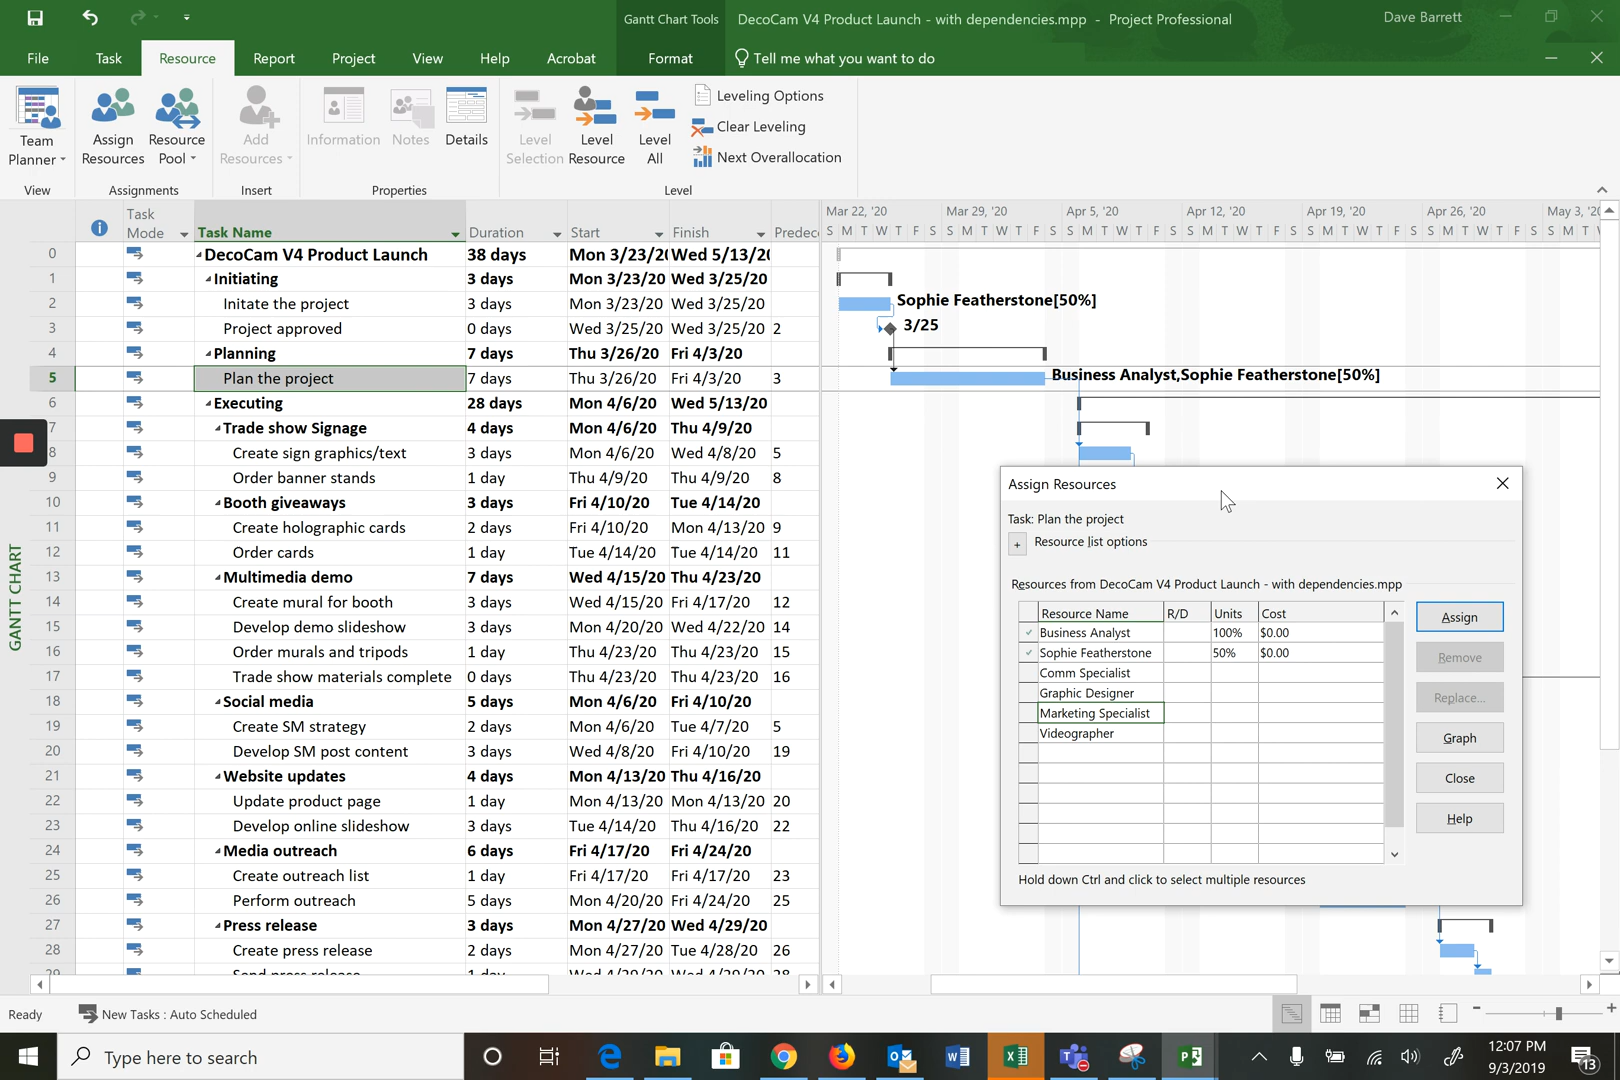 Gantt Chart Tools
DecoCam V4 Product Launch - with dependencies.mpp - Project Professional
Dave Barrett
File Task Resource Report Project View Help Acrobat Format Tell me what you want to do
Team Planner
Assign Resources
Resource Pool
Add Resources
Information
Notes
Details
Level Selection
Level Resource
Level All
Leveling Options
Clear Leveling
Next Overallocation
View Assignments Insert Properties Level
Task Mode Task Name Duration Start Finish Predec
Mar 22, '20 Mar 29, '20 Apr 5, '20 Apr 12, '20 Apr 19, '20 Apr 26, '20 May 3, '20
S M T W T F S S M T W T F S S M T W T F S S M T W T F S S M T W T F S S M T W T F S S M T W
0 DecoCam V4 Product Launch 38 days Mon 3/23/20 Wed 5/13/20
1 Initiating 3 days Mon 3/23/20 Wed 3/25/20
2 Initate the project 3 days Mon 3/23/20 Wed 3/25/20
Sophie Featherstone[50%]
3 Project approved 0 days Wed 3/25/20 Wed 3/25/20 2
3/25
4 Planning 7 days Thu 3/26/20 Fri 4/3/20
5 Plan the project 7 days Thu 3/26/20 Fri 4/3/20 3
Business Analyst,Sophie Featherstone[50%]
6 Executing 28 days Mon 4/6/20 Wed 5/13/20
7 Trade show Signage 4 days Mon 4/6/20 Thu 4/9/20
8 Create sign graphics/text 3 days Mon 4/6/20 Wed 4/8/20 5
9 Order banner stands 1 day Thu 4/9/20 Thu 4/9/20 8
10 Booth giveaways 3 days Fri 4/10/20 Tue 4/14/20
11 Create holographic cards 2 days Fri 4/10/20 Mon 4/13/20 9
12 Order cards 1 day Tue 4/14/20 Tue 4/14/20 11
13 Multimedia demo 7 days Wed 4/15/20 Thu 4/23/20
14 Create mural for booth 3 days Wed 4/15/20 Fri 4/17/20 12
15 Develop demo slideshow 3 days Mon 4/20/20 Wed 4/22/20 14
16 Order murals and tripods 1 day Thu 4/23/20 Thu 4/23/20 15
17 Trade show materials complete 0 days Thu 4/23/20 Thu 4/23/20 16
18 Social media 5 days Mon 4/6/20 Fri 4/10/20
19 Create SM strategy 2 days Mon 4/6/20 Tue 4/7/20 5
20 Develop SM post content 3 days Wed 4/8/20 Fri 4/10/20 19
21 Website updates 4 days Mon 4/13/20 Thu 4/16/20
22 Update product page 1 day Mon 4/13/20 Mon 4/13/20 20
23 Develop online slideshow 3 days Tue 4/14/20 Thu 4/16/20 22
24 Media outreach 6 days Fri 4/17/20 Fri 4/24/20
25 Create outreach list 1 day Fri 4/17/20 Fri 4/17/20 23
26 Perform outreach 5 days Mon 4/20/20 Fri 4/24/20 25
27 Press release 3 days Mon 4/27/20 Wed 4/29/20
28 Create press release 2 days Mon 4/27/20 Tue 4/28/20 26
29 Send press release 1 day Wed 4/29/20 Wed 4/29/20 28
GANTT CHART
Assign Resources
Task: Plan the project
+ Resource list options
Resources from DecoCam V4 Product Launch - with dependencies.mpp
Resource Name R/D Units Cost
Business Analyst 100% $0.00
Sophie Featherstone 50% $0.00
Comm Specialist
Graphic Designer
Marketing Specialist
Videographer
Assign
Remove
Replace...
Graph
Close
Help
Hold down Ctrl and click to select multiple resources
Ready New Tasks : Auto Scheduled
Type here to search
12:07 PM
9/3/2019
13